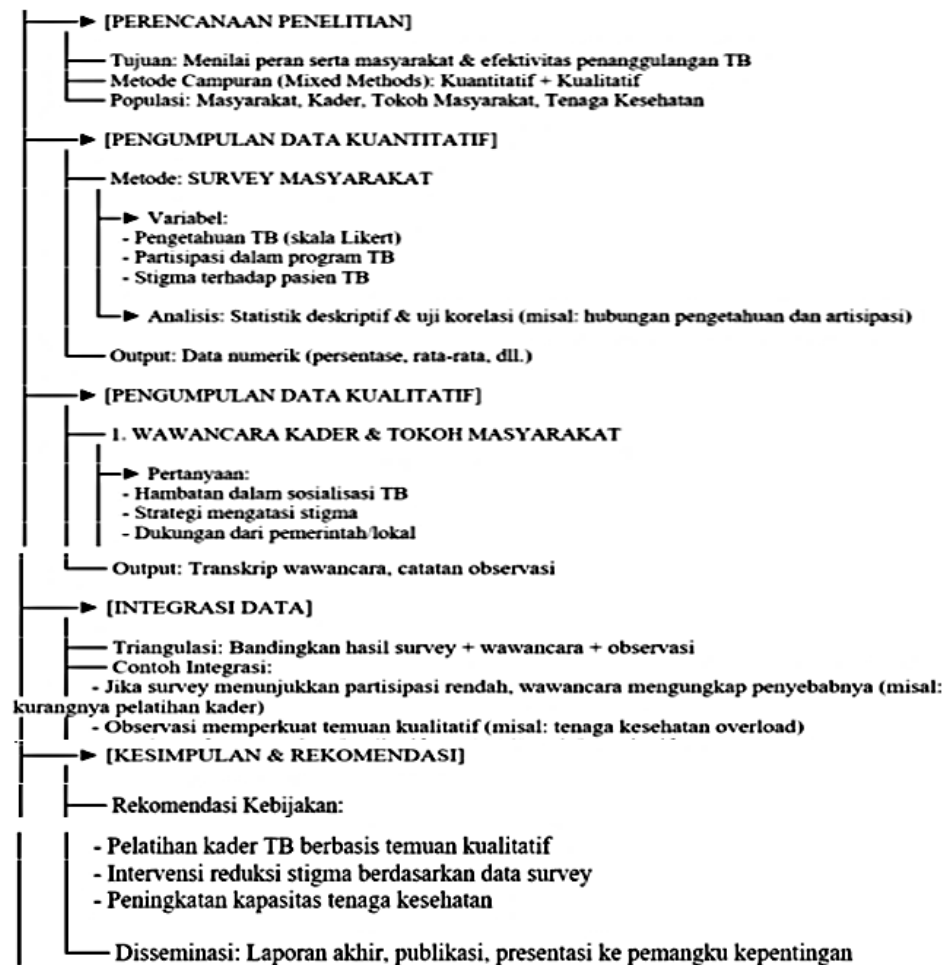 [PERENCANAAN PENELITIAN]
Tujuan: Menilai peran serta masyarakat & efektivitas penanggulangan TB
Metode Campuran (Mixed Methods): Kuantitatif + Kualitatif
Populasi: Masyarakat, Kader, Tokoh Masyarakat, Tenaga Kesehatan
[PENGUMPULAN DATA KUANTITATIF]
Metode: SURVEY MASYARAKAT
Variabel:
- Pengetahuan TB (skala Likert)
- Partisipasi dalam program TB
- Stigma terhadap pasien TB
Analisis: Statistik deskriptif & uji korelasi (misal: hubungan pengetahuan dan artisipasi)
Output: Data numerik (persentase, rata-rata, dll.)
[PENGUMPULAN DATA KUALITATIF]
1. WAWANCARA KADER & TOKOH MASYARAKAT
Pertanyaan:
- Hambatan dalam sosialisasi TB
- Strategi mengatasi stigma
- Dukungan dari pemerintah/lokal
Output: Transkrip wawancara, catatan observasi
[INTEGRASI DATA]
Triangulasi: Bandingkan hasil survey + wawancara + observasi
Contoh Integrasi:
- Jika survey menunjukkan partisipasi rendah, wawancara mengungkap penyebabnya (misal:
kurangnya pelatihan kader)
- Observasi memperkuat temuan kualitatif (misal: tenaga kesehatan overload)
[KESIMPULAN & REKOMENDASI]
Rekomendasi Kebijakan:
- Pelatihan kader TB berbasis temuan kualitatif
- Intervensi reduksi stigma berdasarkan data survey
- Peningkatan kapasitas tenaga kesehatan
Disseminasi: Laporan akhir, publikasi, presentasi ke pemangku kepentingan